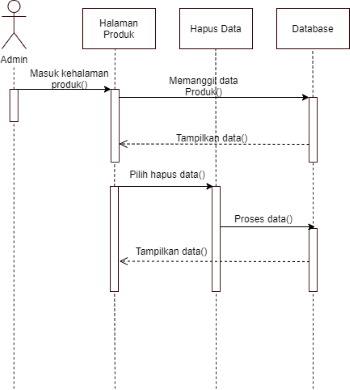 Halaman
Produk
Hapus Data
Database
Admin
Masuk kehalaman
produk()
Memanggil data
Produk()
Tampilkan data()
Pilih hapus data()
Proses data()
Tampilkan data()